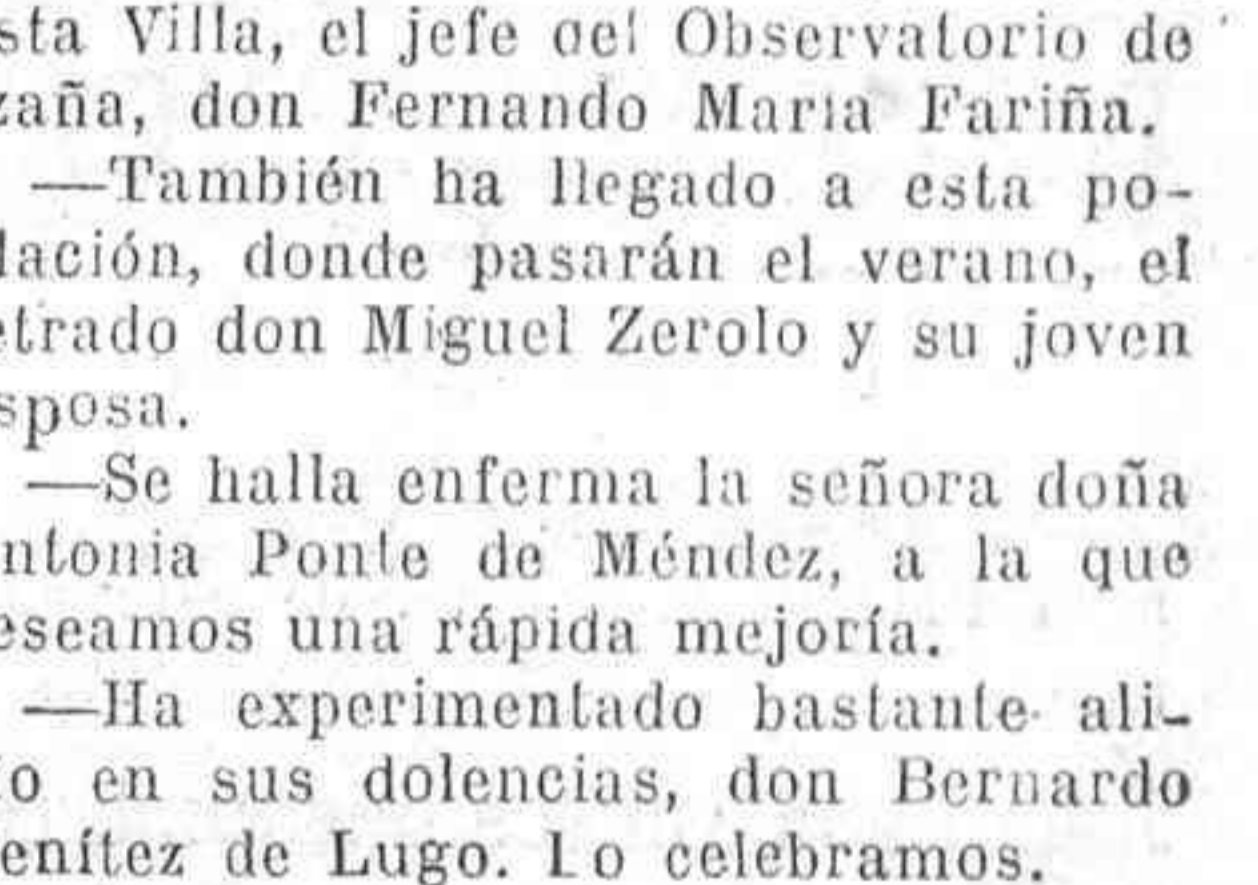 sta Villa, el jefe del Observatorio de
zaña, don Fernando María Fariña.
—También ha llegado a esta po-
lación, donde pasarán el verano, el
etrado don Miguel Zerolo y su joven
sposa.
—Se halla enferma la señora doña
ntonia Ponte de Méndez, a la que
eseamos una rápida mejoría.
—Ha experimentado bastante ali-
io en sus dolencias, don Bernardo
enítez de Lugo. Lo celebramos.